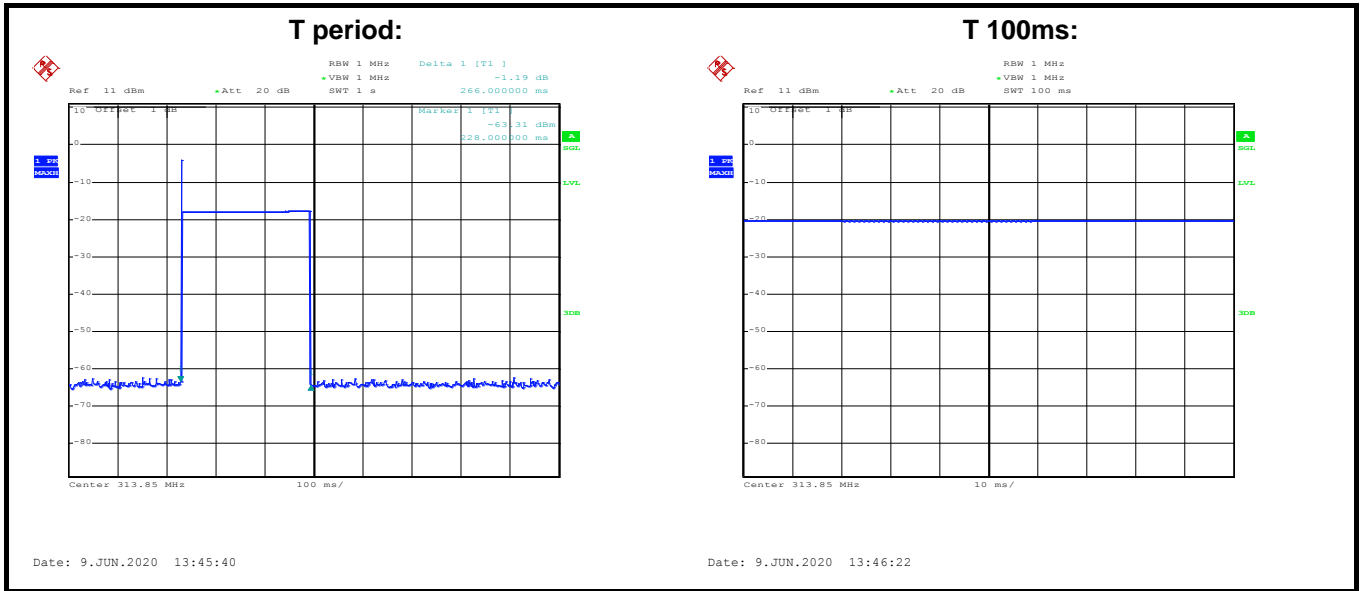 T period:
R S
RBW 1 MHz
Delta 1 [T1 ]
VBW 1 MHz
-1.19 dB
Ref 11 dBm
Att 20 dB
SWT 1 s
266.000000 ms
10
Offset 1 dB
Marker 1 [T1 ]
-63.31 dBm
228.000000 ms
A
SGL
0
1 PK
MAXH
-10
LVL
-20
-30
-40
3DB
-50
-60
-70
-80
Center 313.85 MHz
100 ms/
Date: 9.JUN.2020 13:45:40
T 100ms:
R S
RBW 1 MHz
VBW 1 MHz
Ref 11 dBm
Att 20 dB
SWT 100 ms
10
Offset 1 dB
A
SGL
0
1 PK
MAXH
-10
LVL
-20
-30
-40
3DB
-50
-60
-70
-80
Center 313.85 MHz
10 ms/
Date: 9.JUN.2020 13:46:22